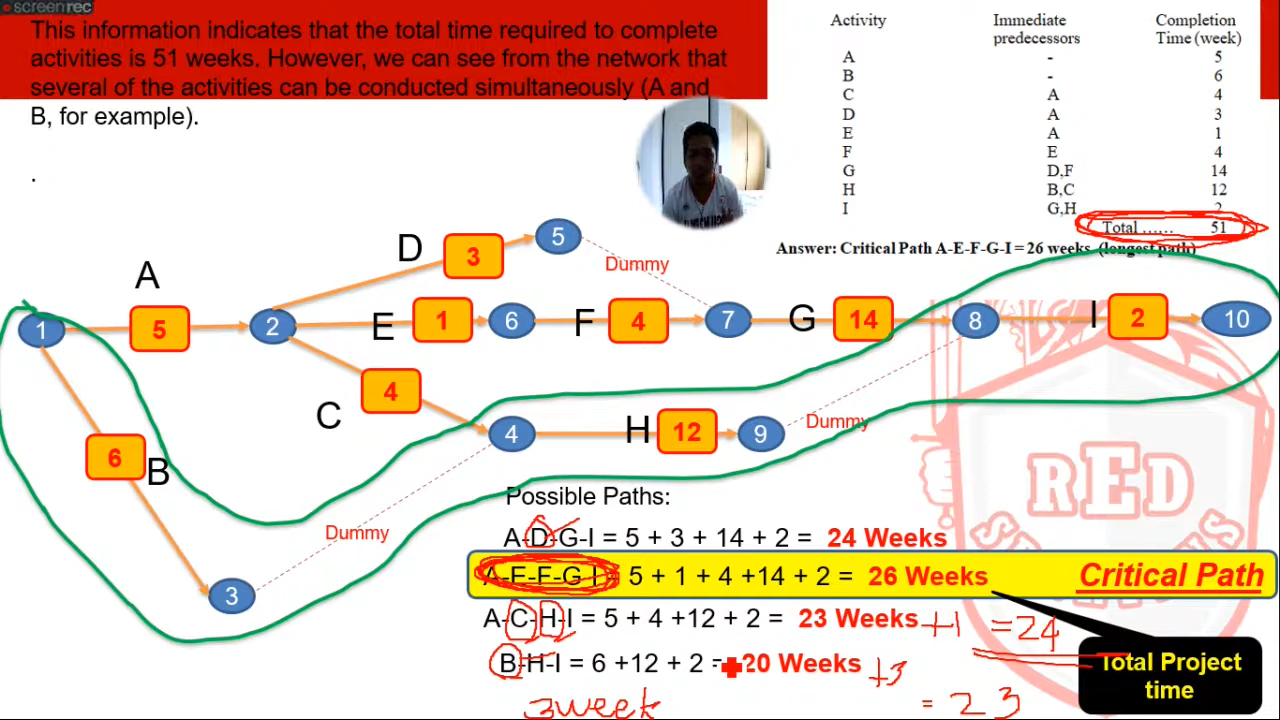 screenrec
This information indicates that the total time required to complete
activities is 51 weeks. However, we can see from the network that
several of the activities can be conducted simultaneously (A and
B, for example).
.
Activity Immediate predecessors Completion Time (week)
A - 5
B - 6
C A 4
D A 3
E A 1
F E 4
G D,F 14
H B,C 12
I G,H 2
Total ...... 51
Answer: Critical Path A-E-F-G-I = 26 weeks (longest path)
D 3 5
Dummy
A
1 5 2 E 1 6 F 4 7 G 14 8 I 2 10
4
C
4 H 12 9
Dummy
6 B
Dummy
3
RED
Possible Paths:
A-D-G-I = 5 + 3 + 14 + 2 = 24 Weeks
A-E-F-G-I = 5 + 1 + 4 +14 + 2 = 26 Weeks Critical Path
A-C-H-I = 5 + 4 +12 + 2 = 23 Weeks +1 = 24
B-H-I = 6 +12 + 2 = 20 Weeks +3
Total Project
time
3 week = 23